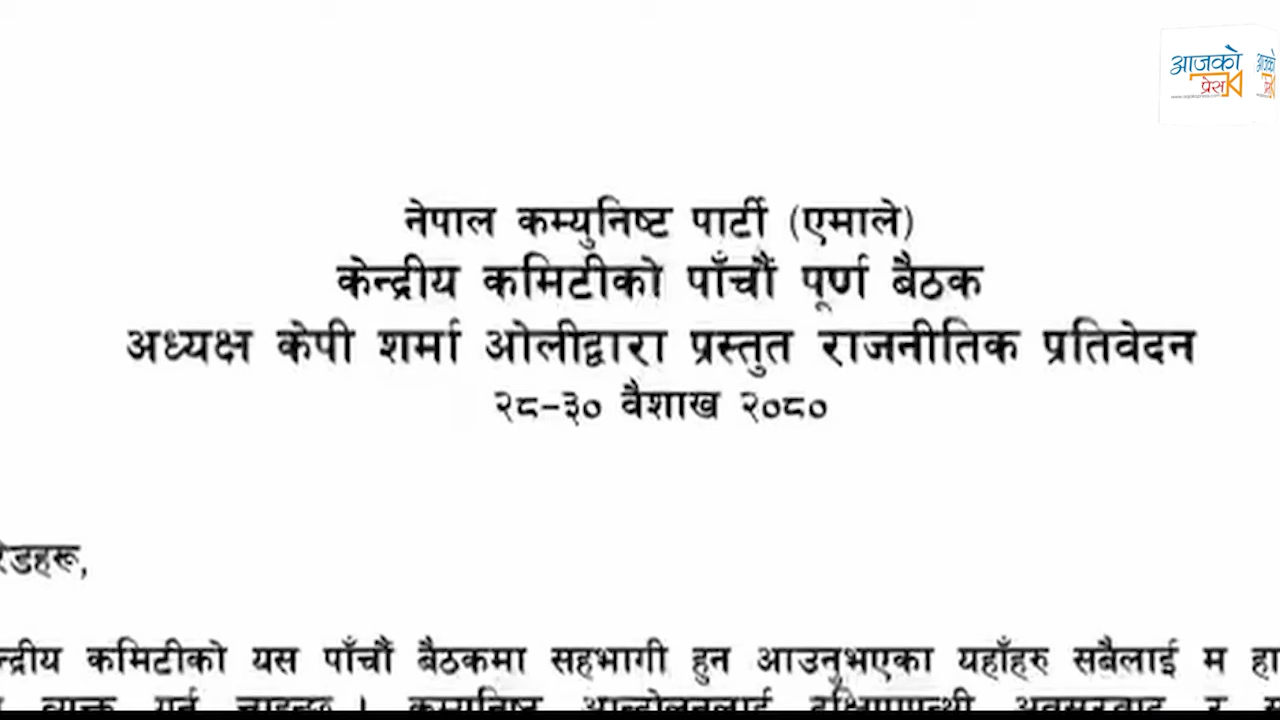 आजको
प्रेस
नेपाल कम्युनिष्ट पार्टी (एमाले)
केन्द्रीय कमिटीको पाँचौं पूर्ण बैठक
अध्यक्ष केपी शर्मा ओलीद्वारा प्रस्तुत राजनीतिक प्रतिवेदन
२८-३० वैशाख २०८०
रेडहरू,
न्द्रीय कमिटीको यस पाँचौं बैठकमा सहभागी हुन आउनुभएका यहाँहरु सबैलाई म हा